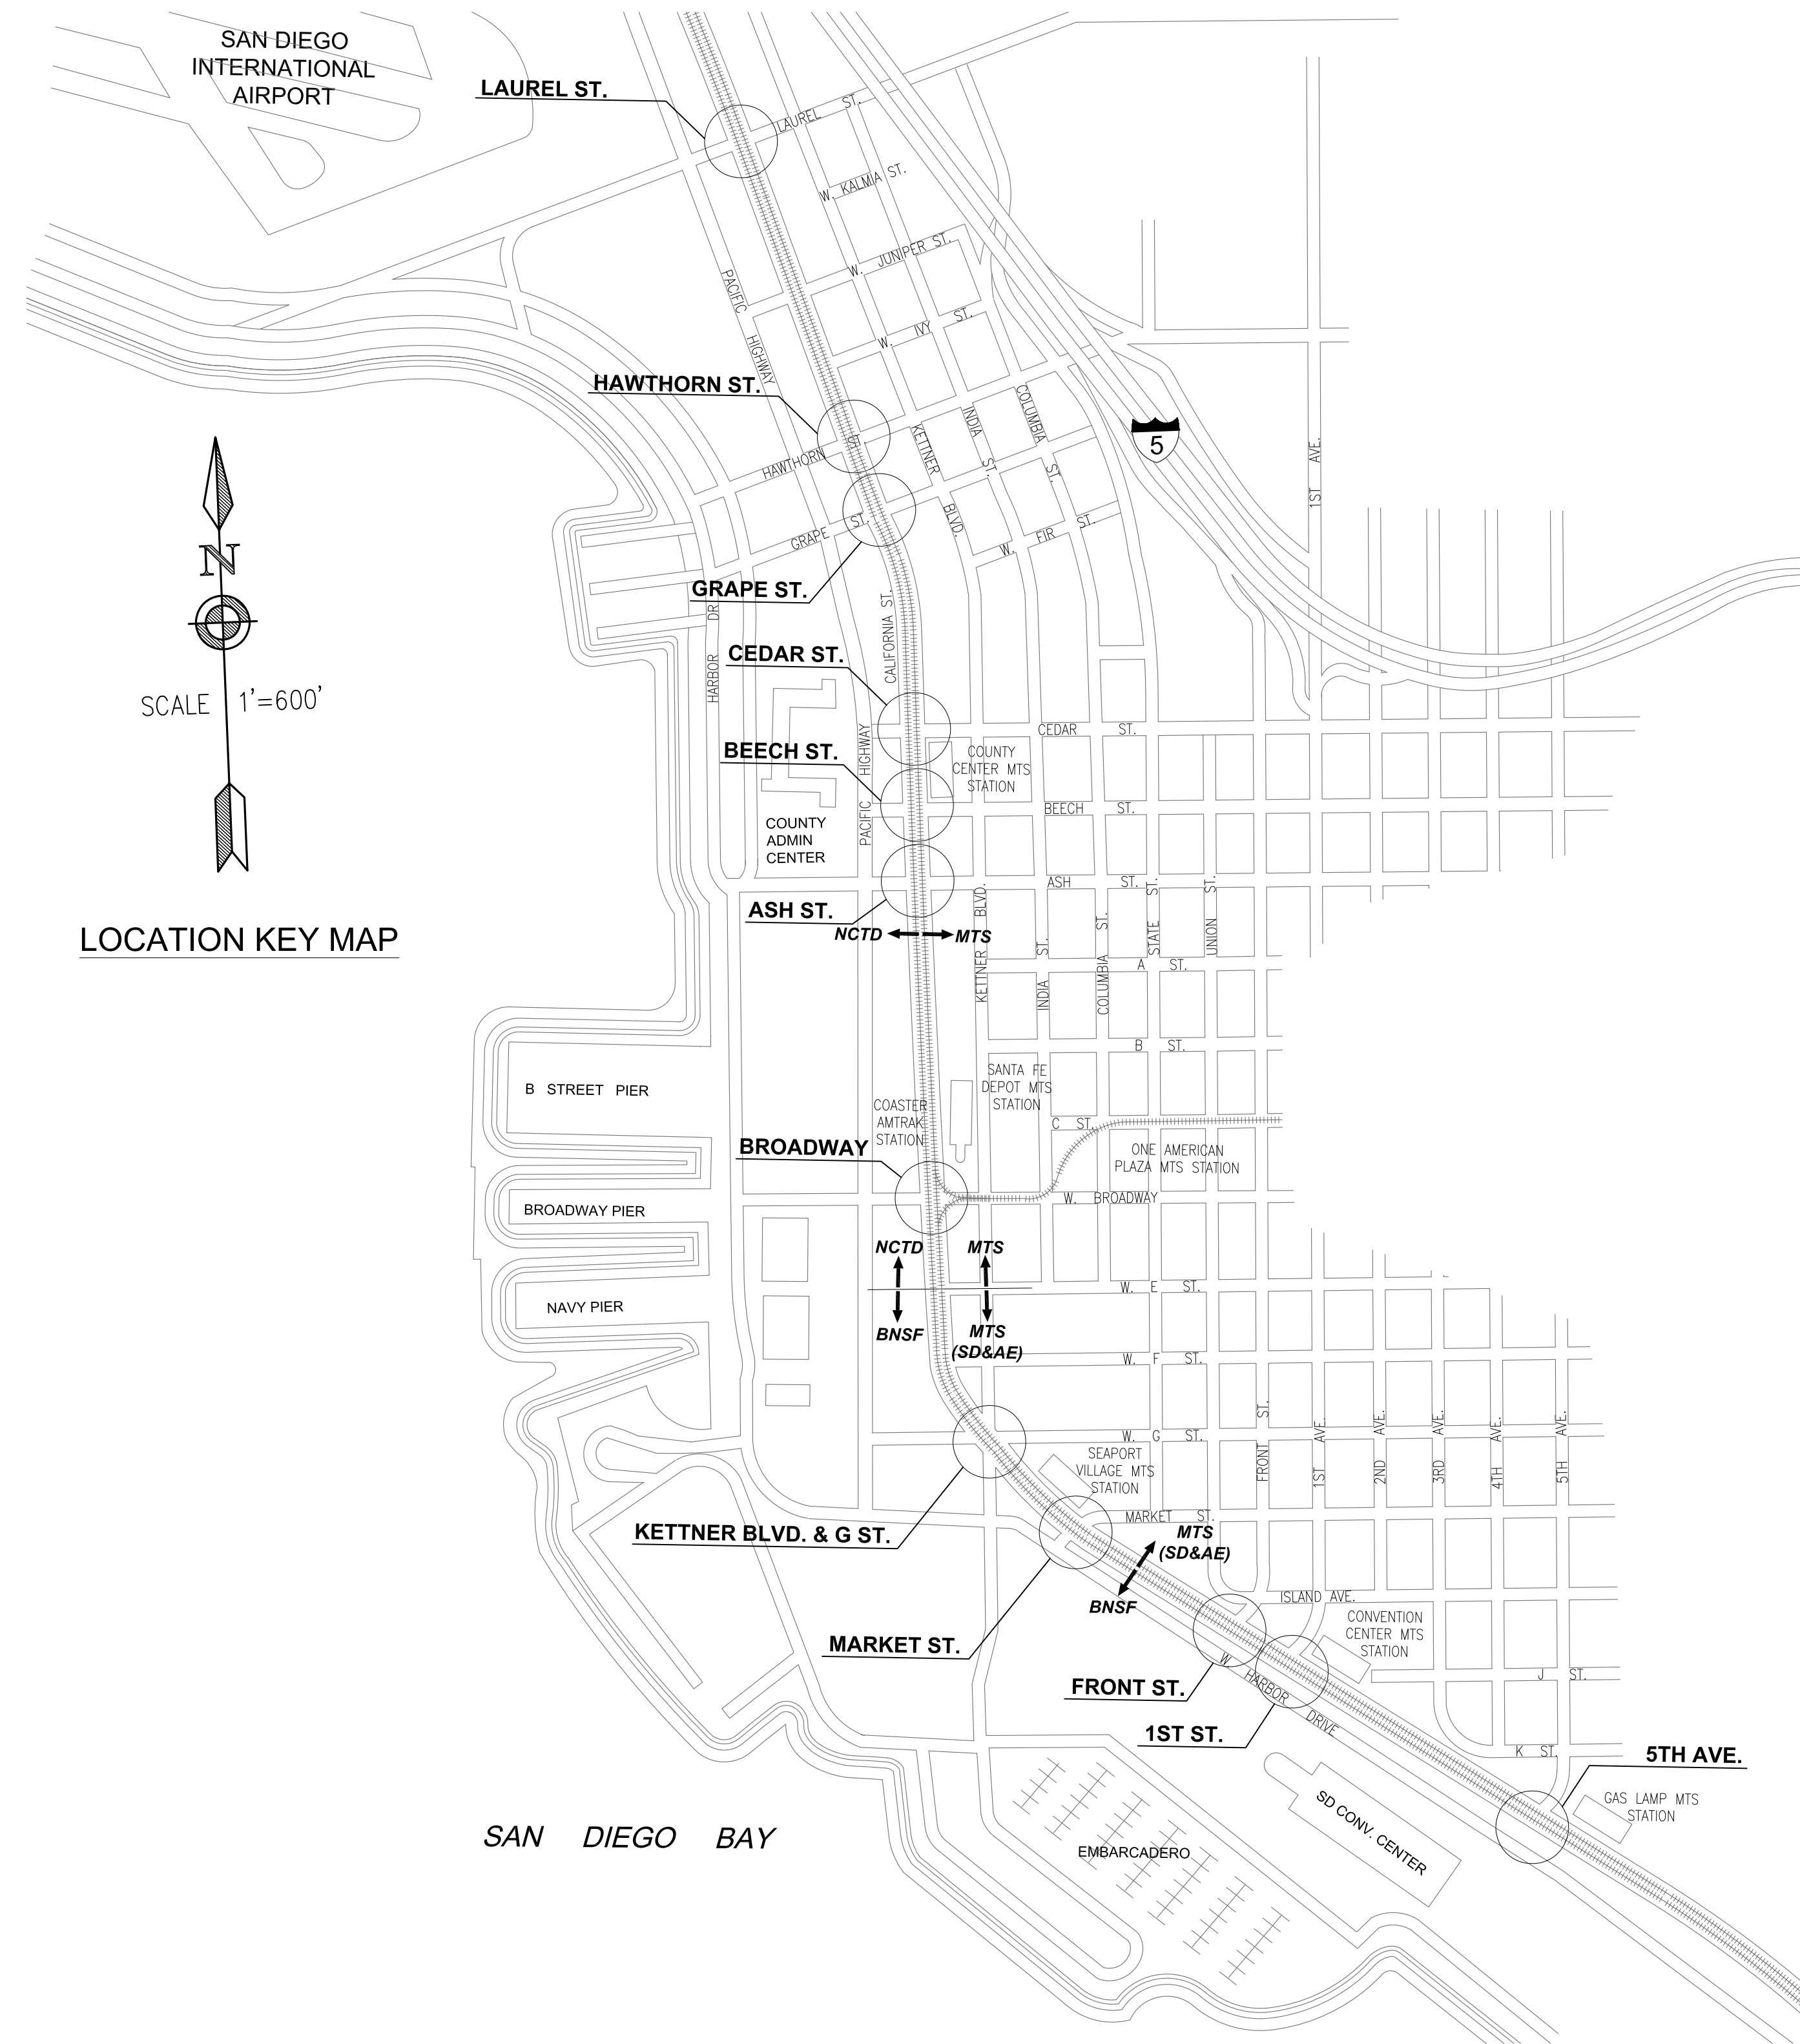 SAN DIEGO
INTERNATIONAL
AIRPORT
LAUREL ST.
LAUREL ST.
W. KALMIA ST.
W. JUNIPER ST.
PACIFIC HIGHWAY
W. IVY ST.
HAWTHORN ST.
HAWTHORN ST.
KETTNER BLVD.
INDIA ST.
COLUMBIA ST.
5
1ST AVE.
GRAPE ST.
W. FIR ST.
N
GRAPE ST.
CALIFORNIA ST.
HARBOR DR.
SCALE 1'=600'
CEDAR ST.
CEDAR ST.
BEECH ST.
PACIFIC HIGHWAY
COUNTY
CENTER MTS
STATION
BEECH ST.
COUNTY
ADMIN
CENTER
ASH ST.
ASH ST.
LOCATION KEY MAP
NCTD
MTS
KETTNER BLVD.
INDIA ST.
COLUMBIA ST.
STATE ST.
UNION ST.
A ST.
B ST.
B STREET PIER
SANTA FE
DEPOT MTS
STATION
COASTER
AMTRAK
STATION
C ST.
BROADWAY
ONE AMERICAN
PLAZA MTS STATION
W. BROADWAY
BROADWAY PIER
NCTD
MTS
W. E ST.
NAVY PIER
BNSF
MTS
(SD&AE)
W. F ST.
W. G ST.
FRONT ST.
1ST AVE.
2ND AVE.
3RD AVE.
4TH AVE.
5TH AVE.
SEAPORT
VILLAGE MTS
STATION
KETTNER BLVD. & G ST.
MARKET ST.
MTS
(SD&AE)
BNSF
ISLAND AVE.
CONVENTION
CENTER MTS
STATION
MARKET ST.
FRONT ST.
W HARBOR DRIVE
J ST.
1ST ST.
K ST.
5TH AVE.
GAS LAMP MTS
STATION
SD CONV. CENTER
SAN DIEGO BAY
EMBARCADERO